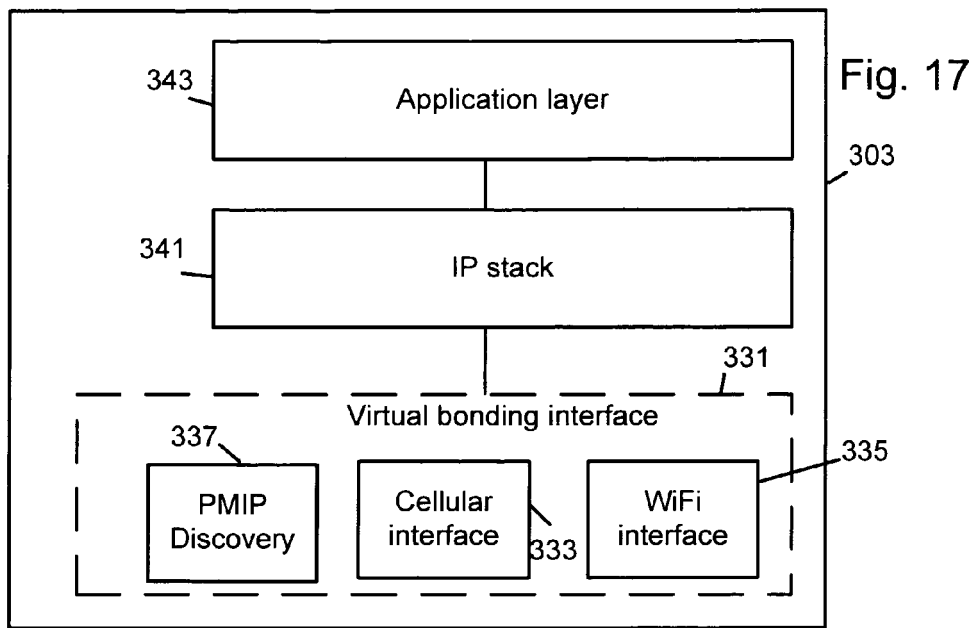 Fig. 17
343
Application layer
303
341
IP stack
331
Virtual bonding interface
337
335
PMIP
Discovery
Cellular
interface
333
WiFi
interface